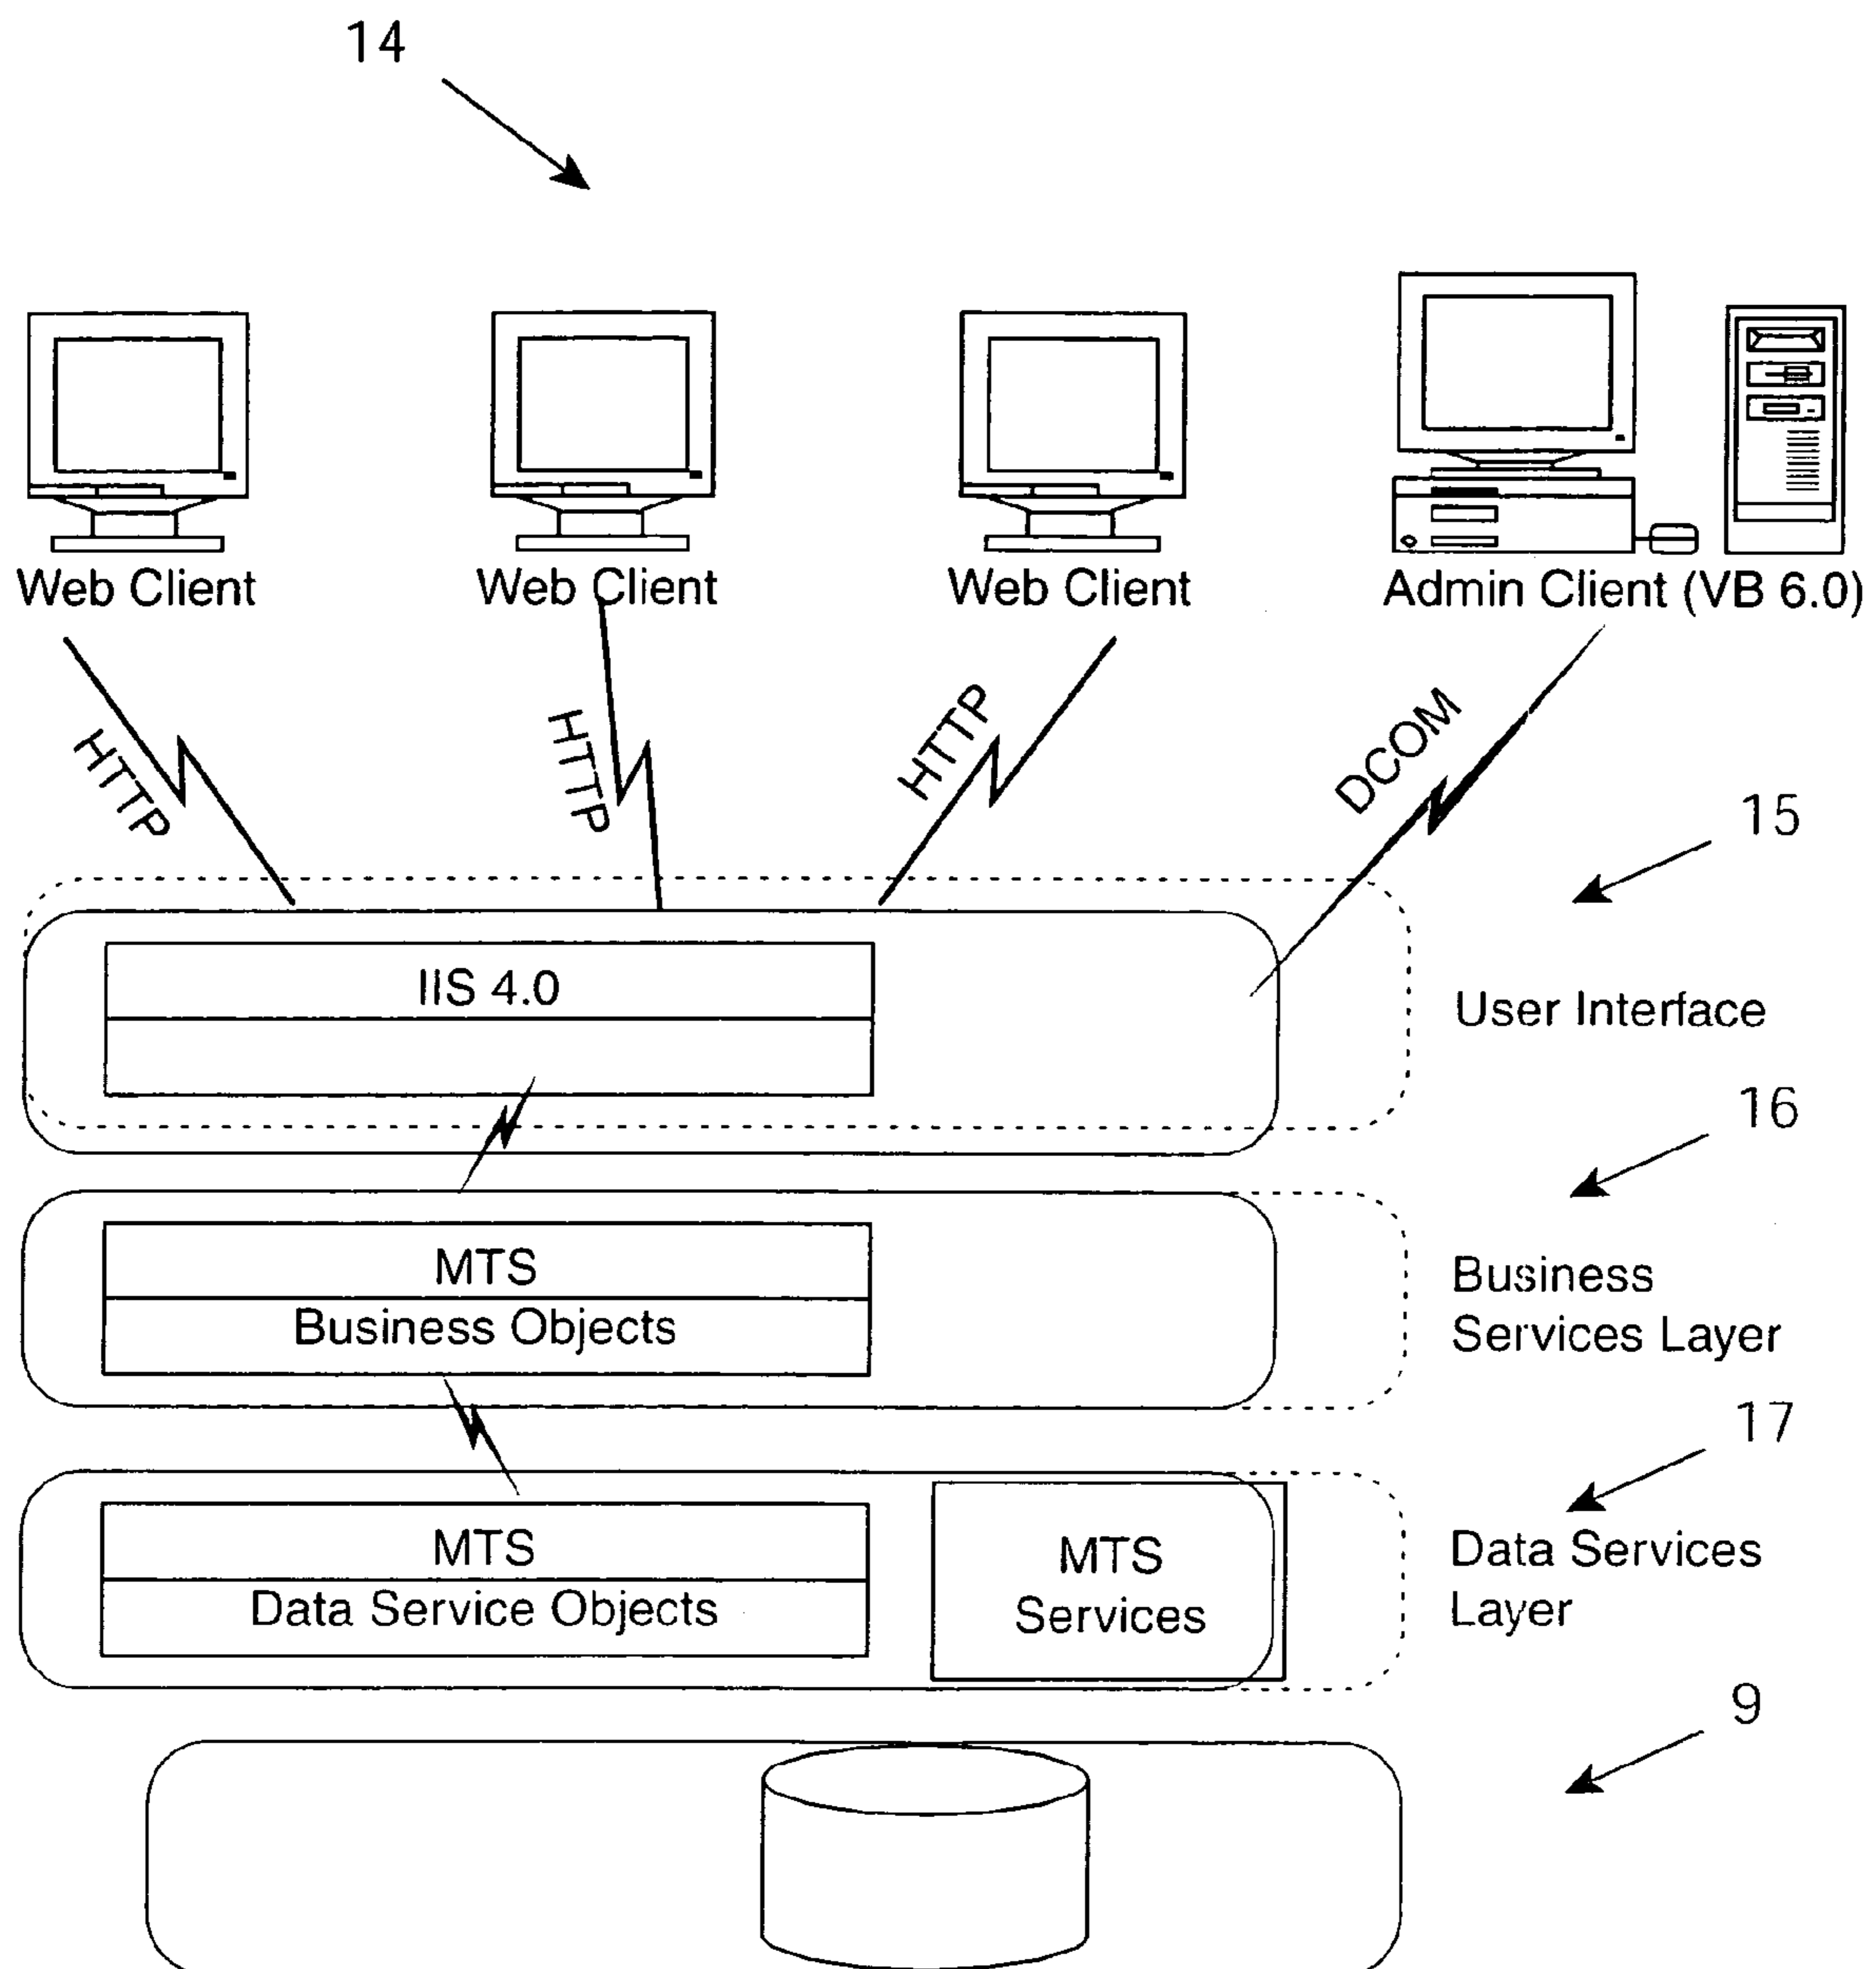 14
Web Client
Web Client
Web Client
Admin Client (VB 6.0)
HTTP
HTTP
HTTP
DCOM
15
IIS 4.0
User Interface
16
MTS
Business Objects
Business
Services Layer
17
MTS
Data Service Objects
MTS
Services
Data Services
Layer
9